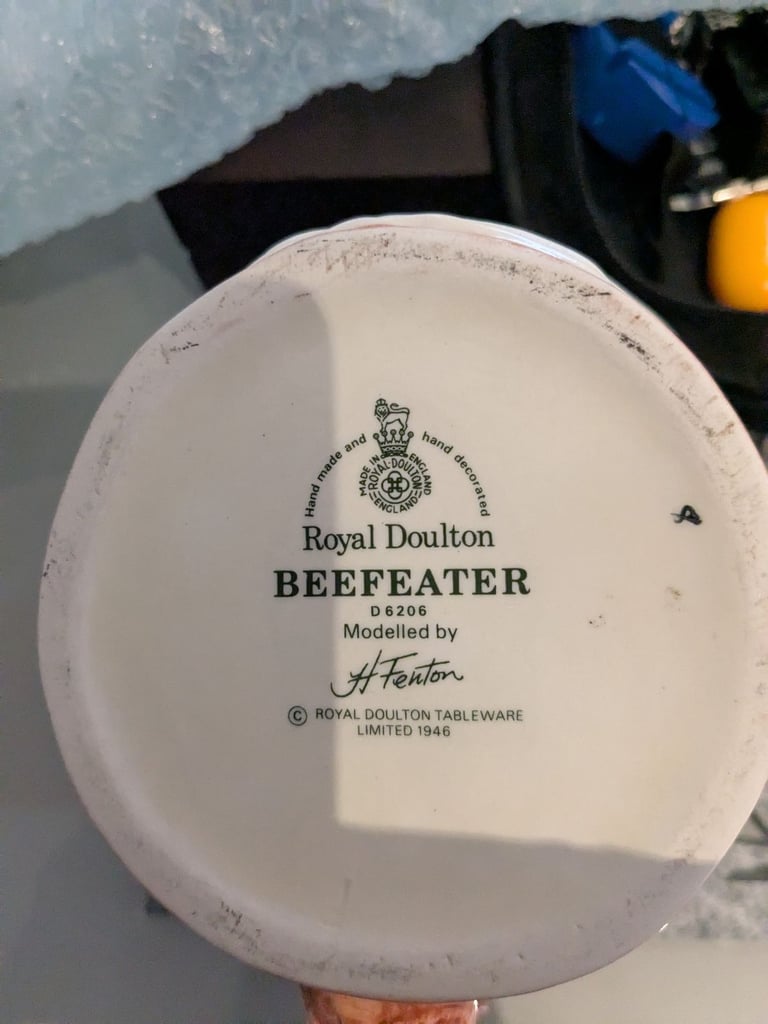 Hand made and hand decorated
MADE IN ENGLAND
ROYAL·DOULTON
ENGLAND
Royal Doulton
BEEFEATER
D 6206
Modelled by
H Fenton
© ROYAL DOULTON TABLEWARE
LIMITED 1946
A